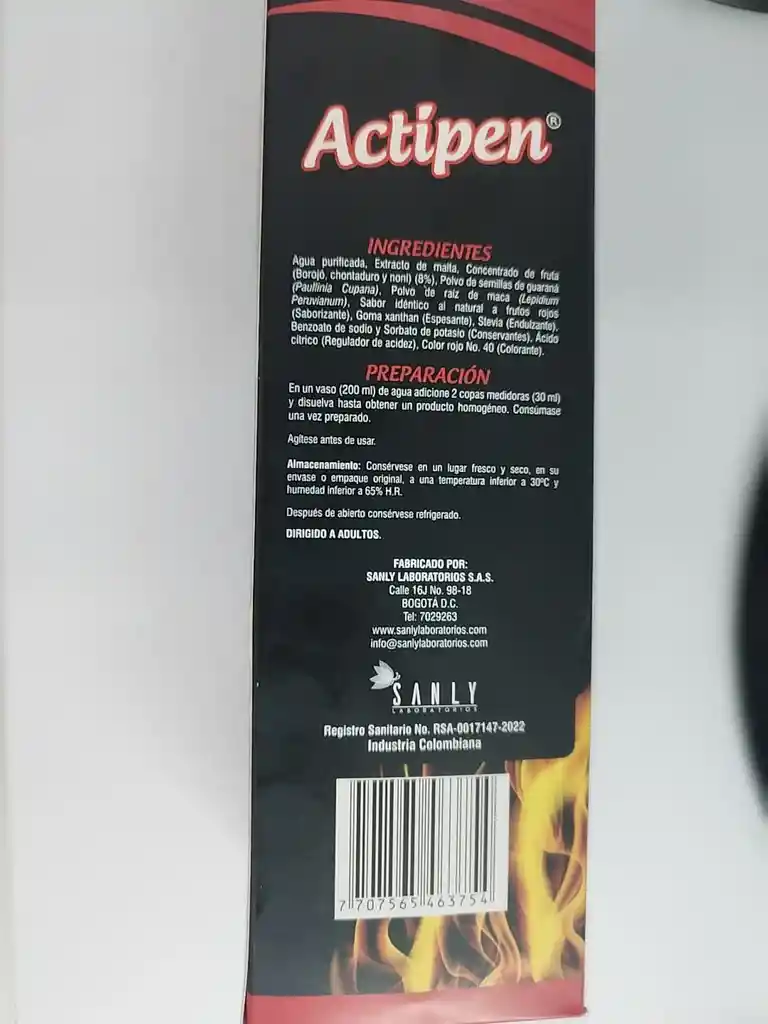 Actipen®
INGREDIENTES
Agua purificada, Extracto de malta, Concentrado de fruta
(Borojó, chontaduro y noni) (8%), Polvo de semillas de guaraná
(Paullinia Cupana), Polvo de raíz de maca (Lepidium
Peruvianum), Sabor idéntico al natural a frutos rojos
(Saborizante), Goma xanthan (Espesante), Stevia (Endulzante),
Benzoato de sodio y Sorbato de potasio (Conservantes), Ácido
cítrico (Regulador de acidez), Color rojo No. 40 (Colorante).
PREPARACIÓN
En un vaso (200 ml) de agua adicione 2 copas medidoras (30 ml)
y disuelva hasta obtener un producto homogéneo. Consúmase
una vez preparado.
Agítese antes de usar.
Almacenamiento: Consérvese en un lugar fresco y seco, en su
envase o empaque original, a una temperatura inferior a 30ºC y
humedad inferior a 65% H.R.
Después de abierto consérvese refrigerado.
DIRIGIDO A ADULTOS.
FABRICADO POR:
SANLY LABORATORIOS S.A.S.
Calle 16J No. 98-18
BOGOTÁ D.C.
Tel: 7029263
www.sanlylaboratorios.com
info@sanlylaboratorios.com
SANLY
LABORATORIOS
Registro Sanitario No. RSA-0017147-2022
Industria Colombiana
7 707565 463754